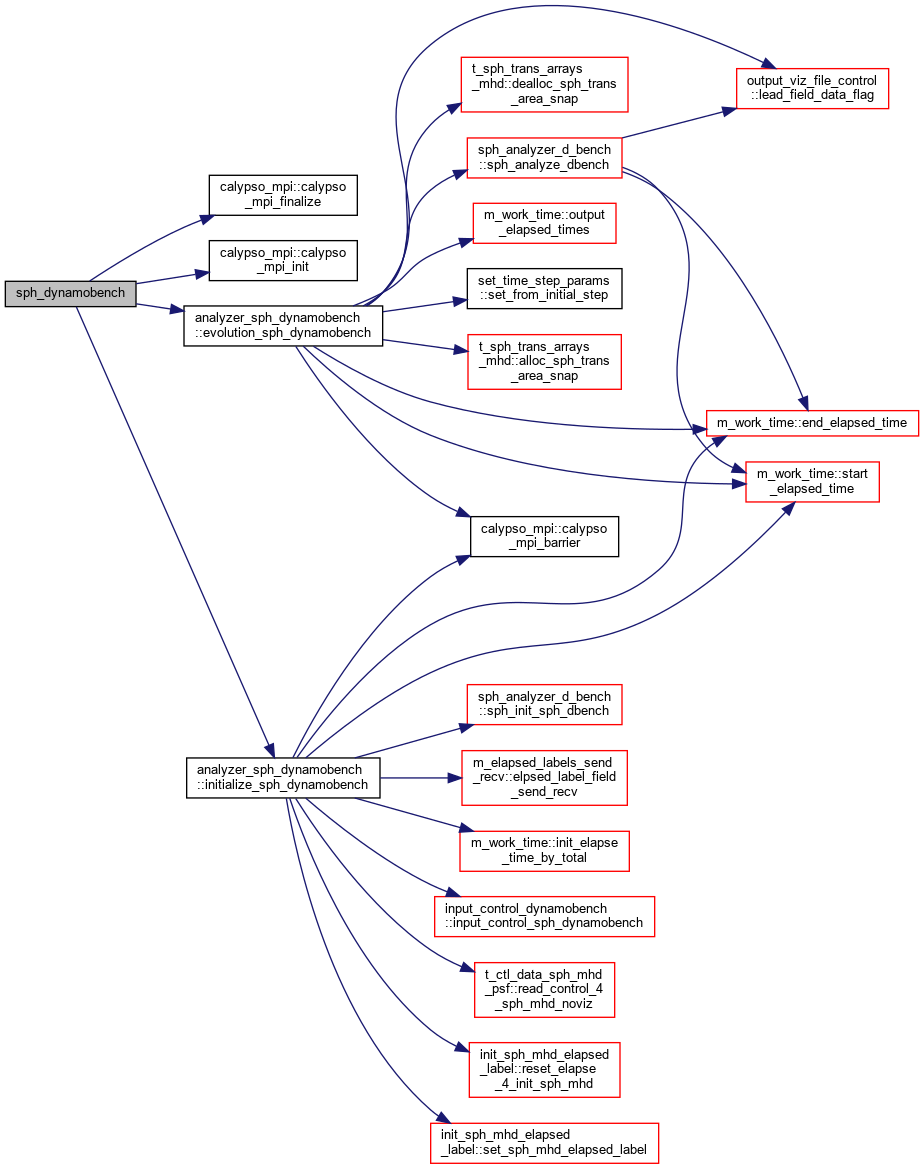 sph_dynamobench
calypso_mpi::calypso
_mpi_finalize
calypso_mpi::calypso
_mpi_init
analyzer_sph_dynamobench
::evolution_sph_dynamobench
analyzer_sph_dynamobench
::initialize_sph_dynamobench
t_sph_trans_arrays
_mhd::dealloc_sph_trans
_area_snap
sph_analyzer_d_bench
::sph_analyze_dbench
m_work_time::output
_elapsed_times
set_time_step_params
::set_from_initial_step
t_sph_trans_arrays
_mhd::alloc_sph_trans
_area_snap
calypso_mpi::calypso
_mpi_barrier
sph_analyzer_d_bench
::sph_init_sph_dbench
m_elapsed_labels_send
_recv::elpsed_label_field
_send_recv
m_work_time::init_elapse
_time_by_total
input_control_dynamobench
::input_control_sph_dynamobench
t_ctl_data_sph_mhd
_psf::read_control_4
_sph_mhd_noviz
init_sph_mhd_elapsed
_label::reset_elapse
_4_init_sph_mhd
init_sph_mhd_elapsed
_label::set_sph_mhd_elapsed_label
output_viz_file_control
::lead_field_data_flag
m_work_time::end_elapsed_time
m_work_time::start
_elapsed_time